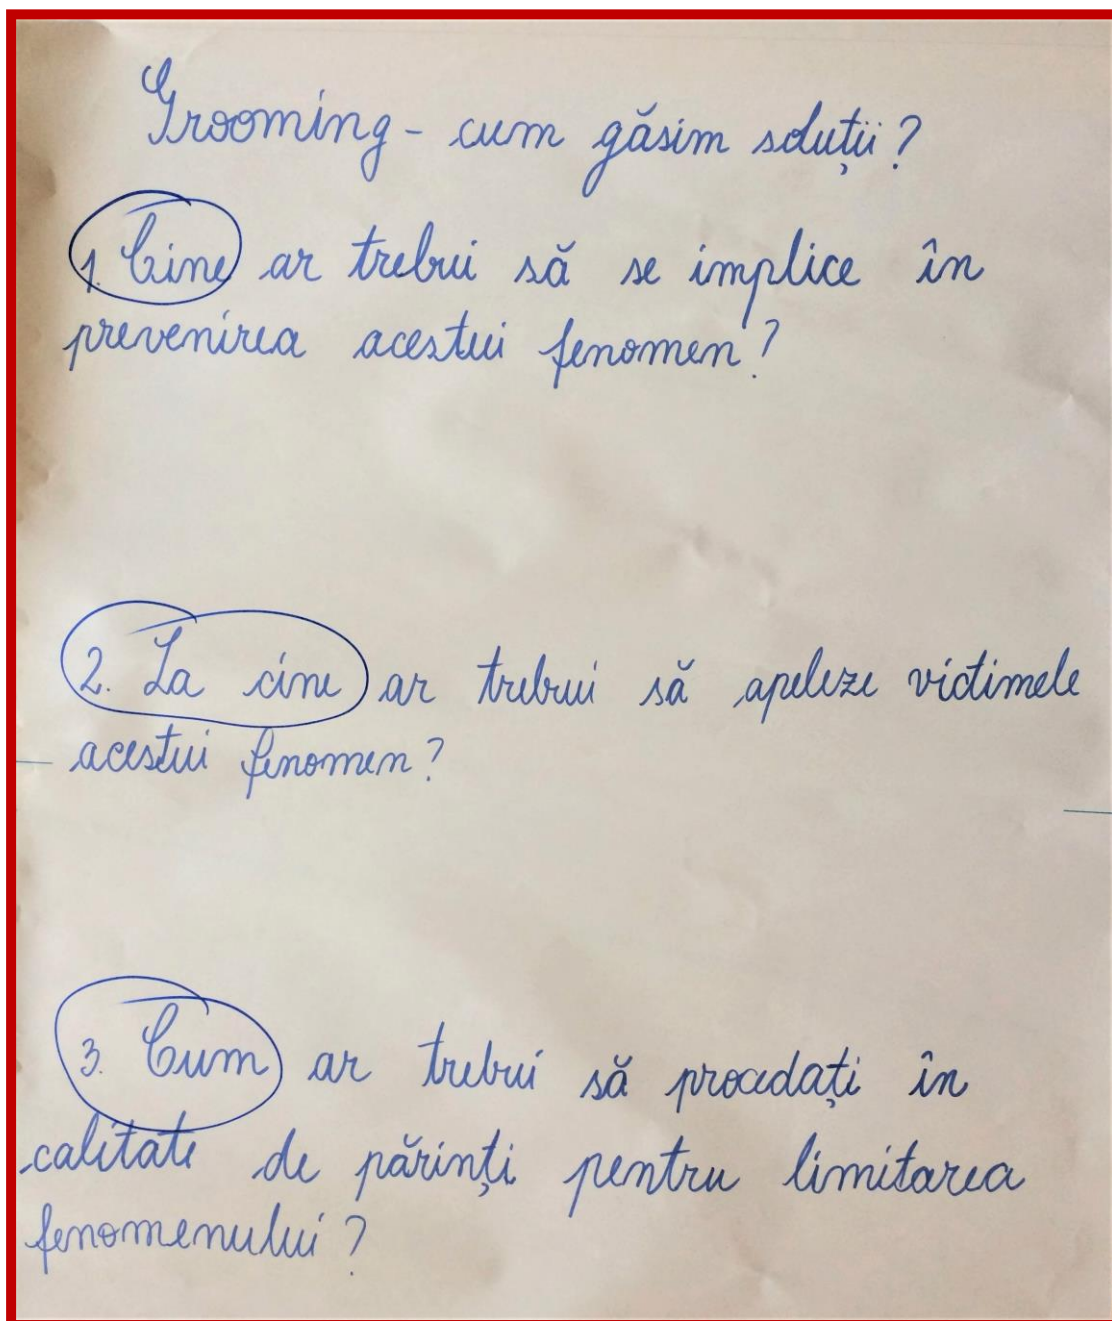 Grooming - cum găsim soluții?
1. Cine ar trebui să se implice în
prevenirea acestui fenomen?
2. La cine ar trebui să apeleze victimele
acestui fenomen?
3. Cum ar trebui să procedați în
calitate de părinți pentru limitarea
fenomenului?